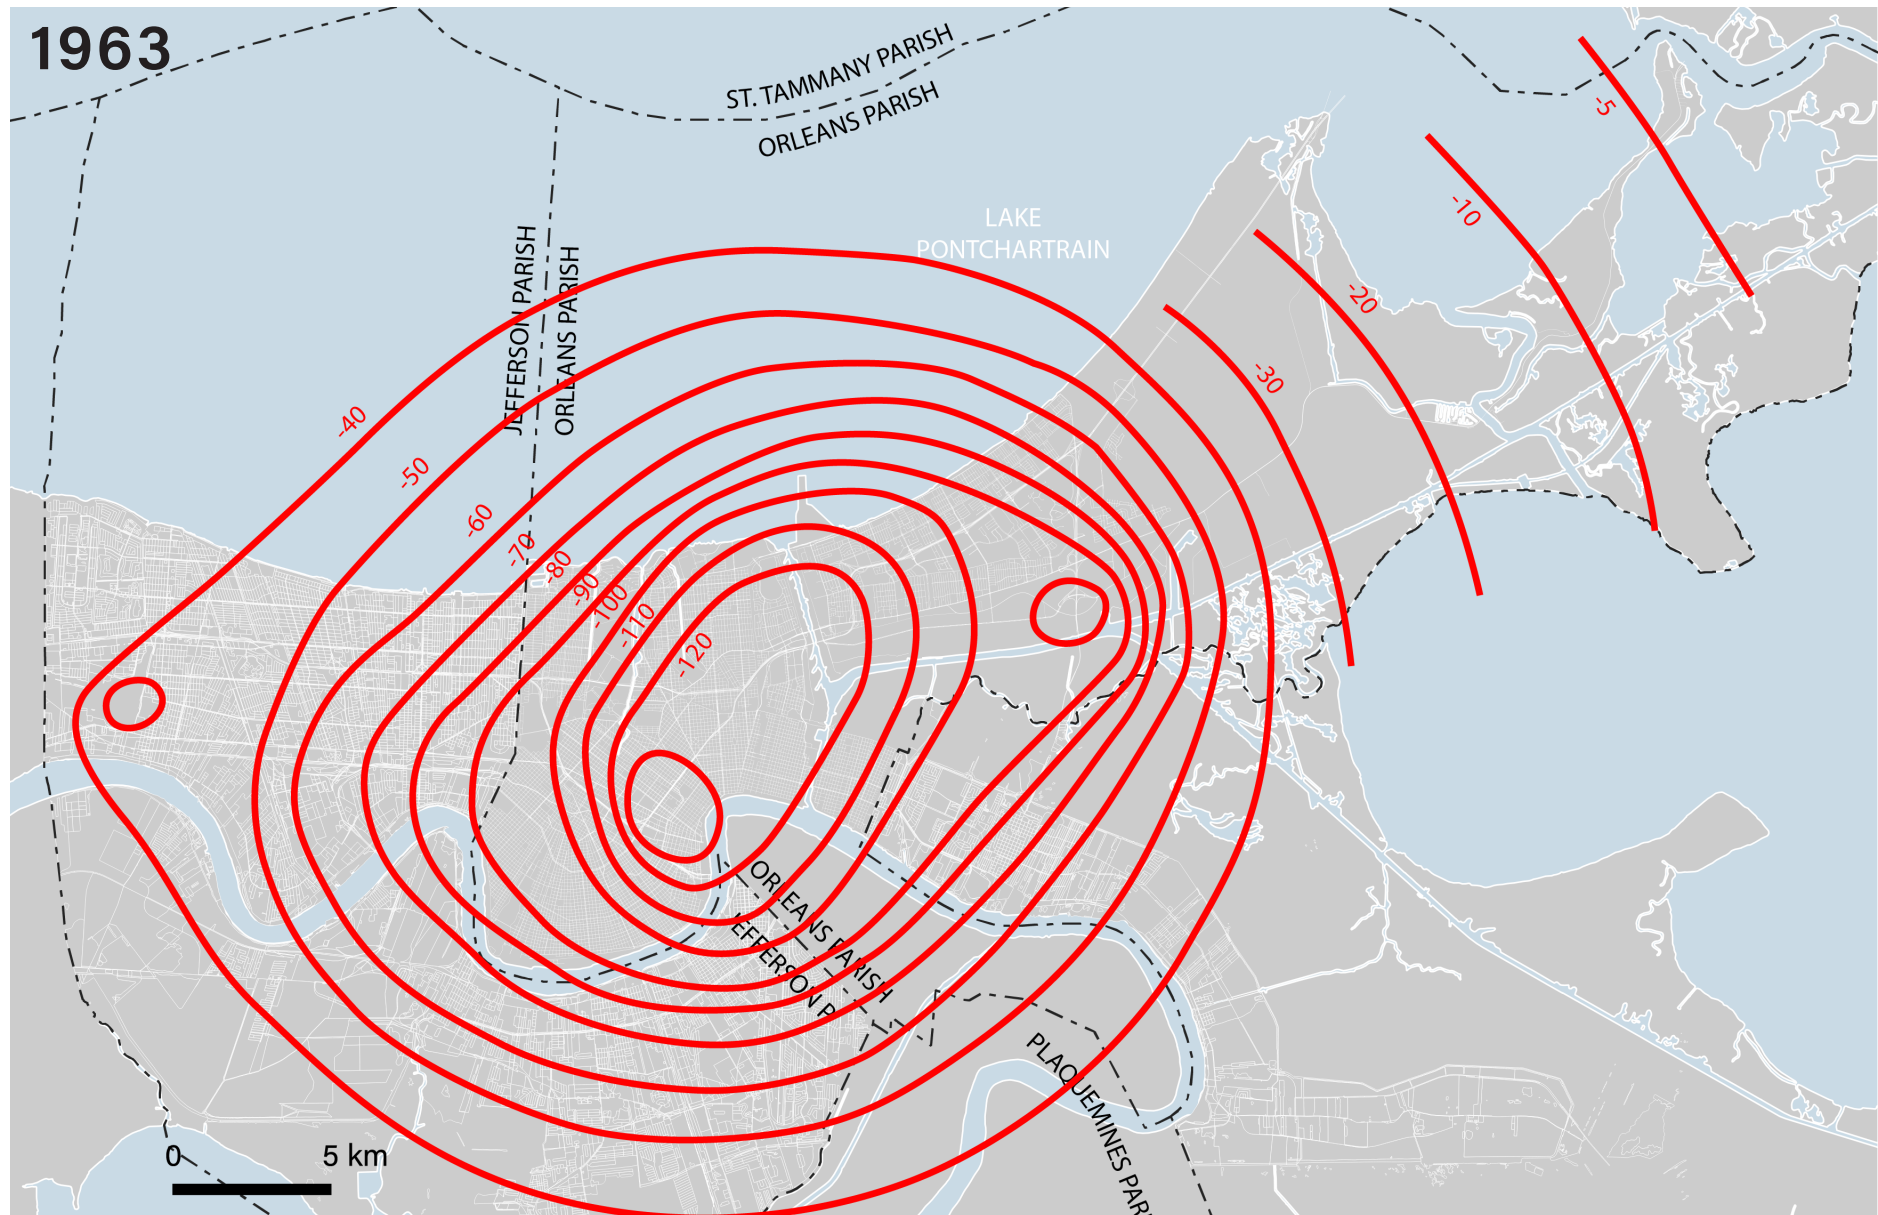 1963
ST. TAMMANY PARISH
ORLEANS PARISH
LAKE
PONTCHARTRAIN
JEFFERSON PARISH
ORLEANS PARISH
-5
-10
-20
-30
-40
-50
-60
-70
-80
-90
-100
-110
-120
ORLEANS PARISH
JEFFERSON P
PLAQUEMINES PAR
0 5 km